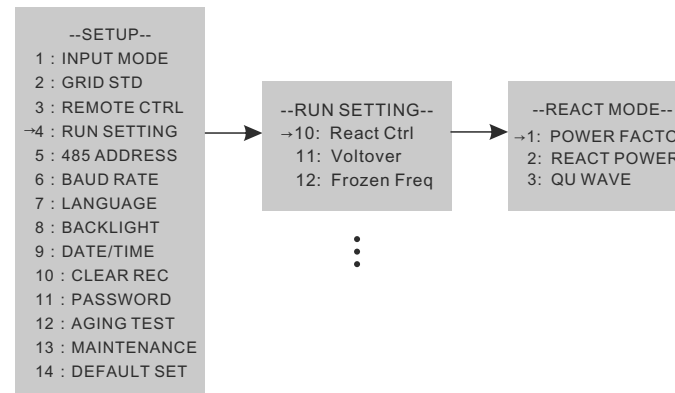 --SETUP--
1 : INPUT MODE
2 : GRID STD
3 : REMOTE CTRL
→4 : RUN SETTING
5 : 485 ADDRESS
6 : BAUD RATE
7 : LANGUAGE
8 : BACKLIGHT
9 : DATE/TIME
10 : CLEAR REC
11 : PASSWORD
12 : AGING TEST
13 : MAINTENANCE
14 : DEFAULT SET
--RUN SETTING--
→10: React Ctrl
11: Voltover
12: Frozen Freq
--REACT MODE--
→1: POWER FACTO
2: REACT POWER
3: QU WAVE